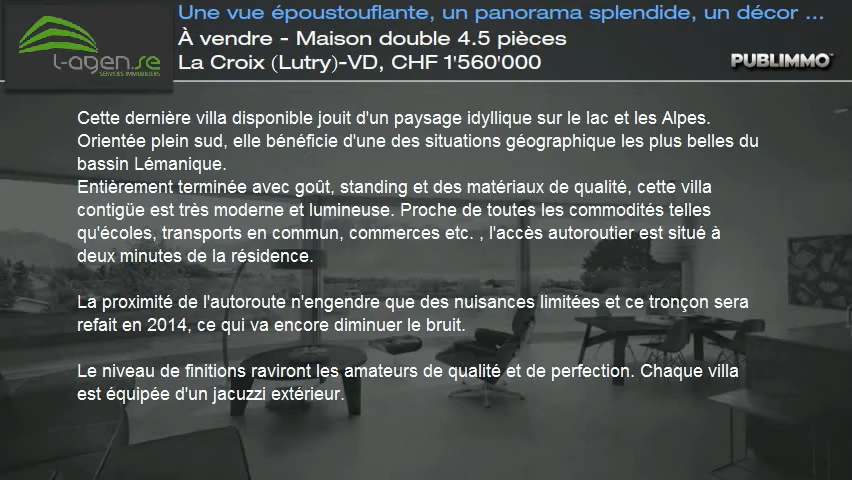 Une vue époustouflante, un panorama splendide, un décor ...
l-agen.se
SERVICES IMMOBILIERS
À vendre - Maison double 4.5 pièces
La Croix (Lutry)-VD, CHF 1'560'000
PUBLIMMO
Cette dernière villa disponible jouit d'un paysage idyllique sur le lac et les Alpes.
Orientée plein sud, elle bénéficie d'une des situations géographique les plus belles du
bassin Lémanique.
Entièrement terminée avec goût, standing et des matériaux de qualité, cette villa
contigüe est très moderne et lumineuse. Proche de toutes les commodités telles
qu'écoles, transports en commun, commerces etc. , l'accès autoroutier est situé à
deux minutes de la résidence.
La proximité de l'autoroute n'engendre que des nuisances limitées et ce tronçon sera
refait en 2014, ce qui va encore diminuer le bruit.
Le niveau de finitions raviront les amateurs de qualité et de perfection. Chaque villa
est équipée d'un jacuzzi extérieur.